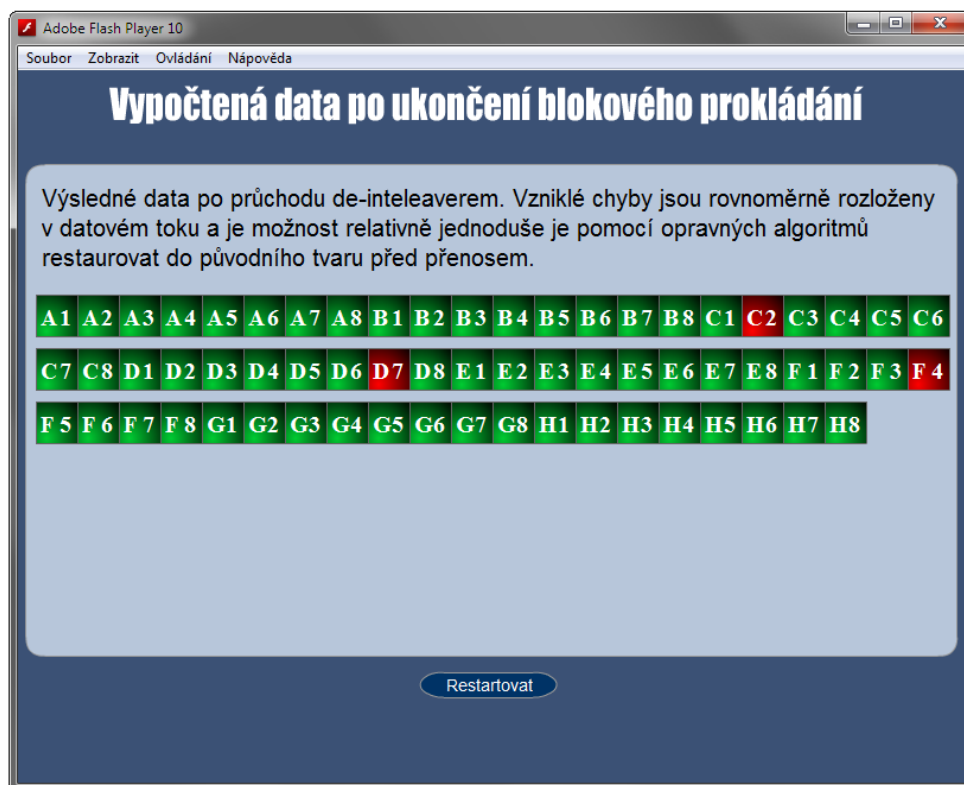 Adobe Flash Player 10
Soubor Zobrazit Ovládání Nápověda
Vypočtená data po ukončení blokového prokládání
Výsledné data po průchodu de-inteleaverem. Vzniklé chyby jsou rovnoměrně rozloženy
v datovém toku a je možnost relativně jednoduše je pomocí opravných algoritmů
restaurovat do původního tvaru před přenosem.
A1 A2 A3 A4 A5 A6 A7 A8 B1 B2 B3 B4 B5 B6 B7 B8 C1 C2 C3 C4 C5 C6
C7 C8 D1 D2 D3 D4 D5 D6 D7 D8 E1 E2 E3 E4 E5 E6 E7 E8 F1 F2 F3 F4
F5 F6 F7 F8 G1 G2 G3 G4 G5 G6 G7 G8 H1 H2 H3 H4 H5 H6 H7 H8
Restartovat